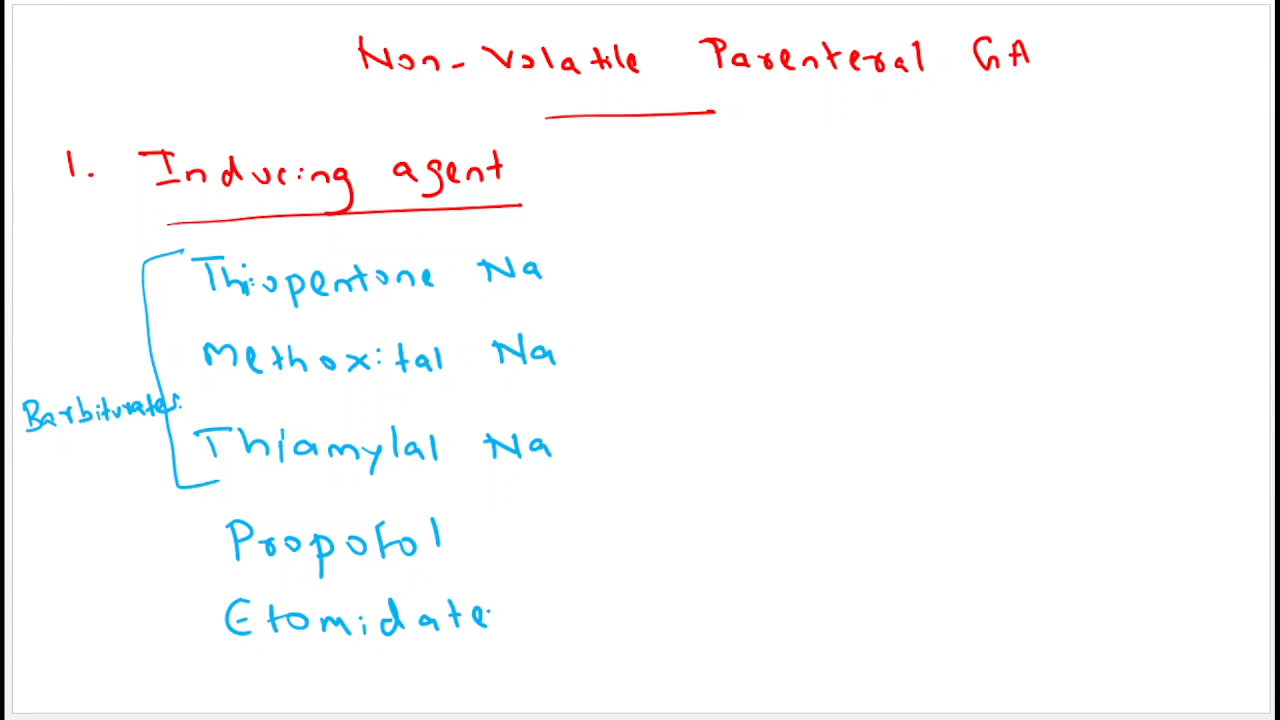 Non-Volatile Parenteral GA
1. Inducing agent
Thiopentone Na
Methoxital Na
Barbiturates
Thiamylal Na
Propofol
Etomidate